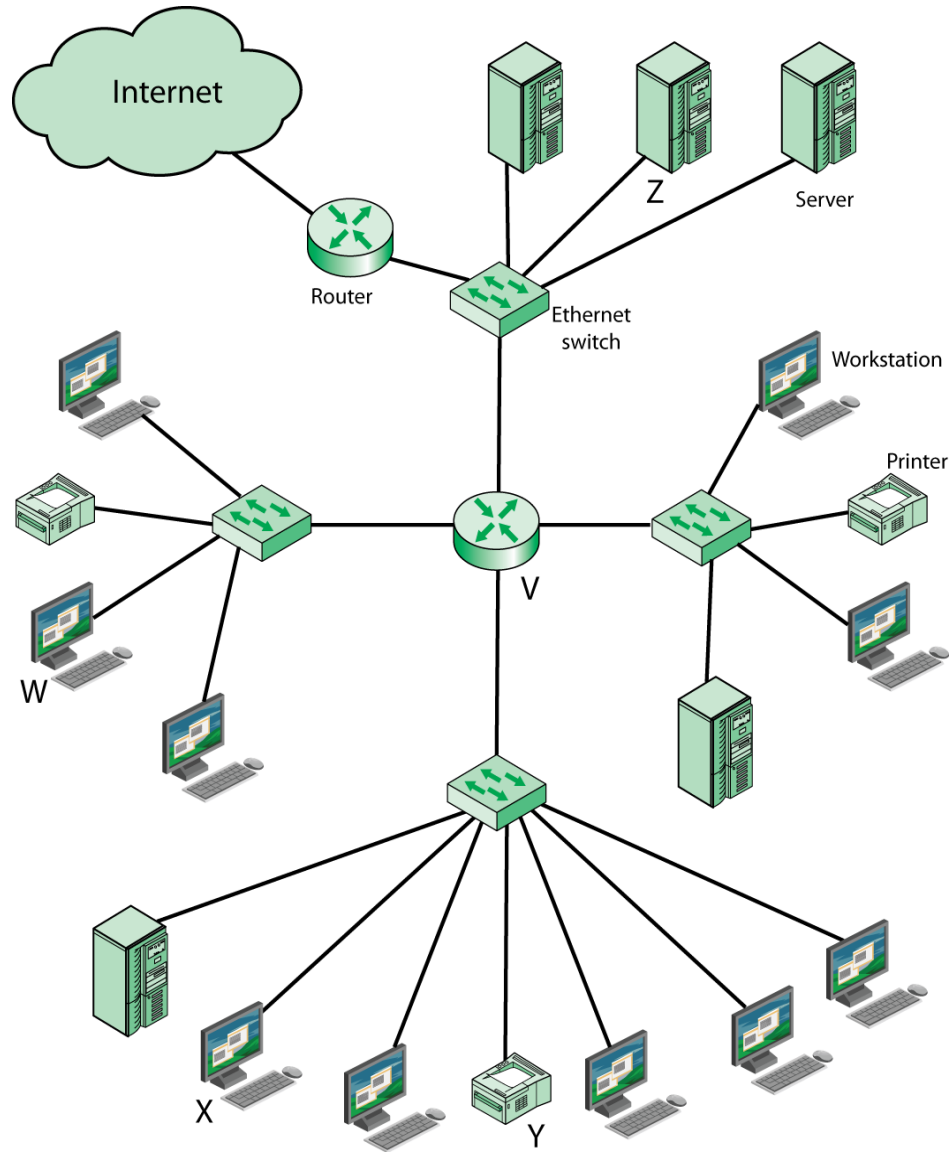 Internet
Z
Server
Router
Ethernet
switch
Workstation
Printer
V
W
X
Y